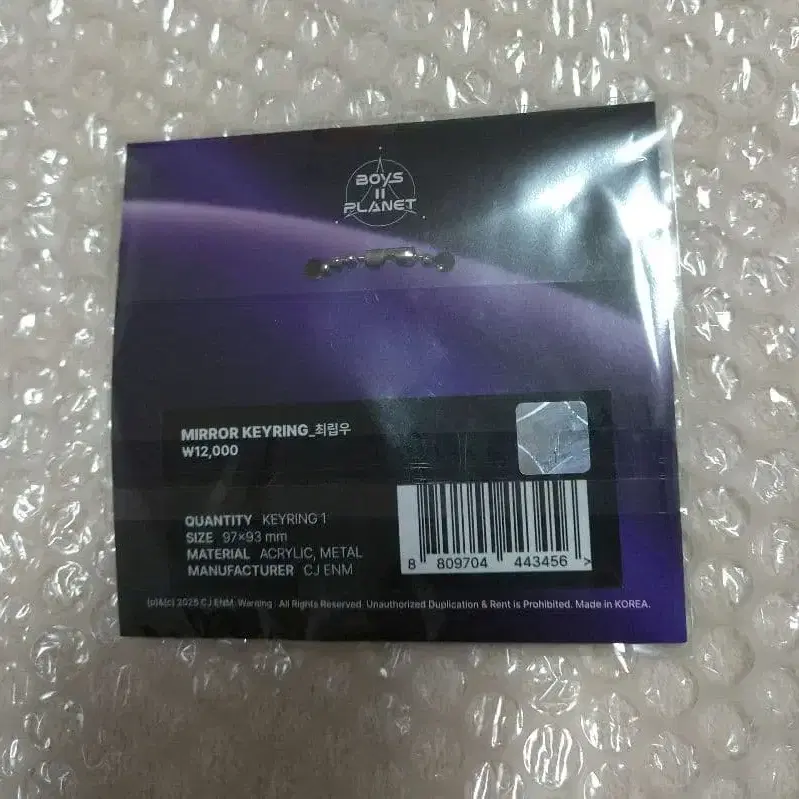 BOYS
II
PLANET
MIRROR KEYRING_최립우
₩12,000
QUANTITY KEYRING 1
SIZE 97×93 mm
MATERIAL ACRYLIC, METAL
MANUFACTURER CJ ENM
8 809704 443456 >
(p)&(c) 2025 CJ ENM. Warning : All Rights Reserved. Unauthorized Duplication & Rent is Prohibited. Made in KOREA.